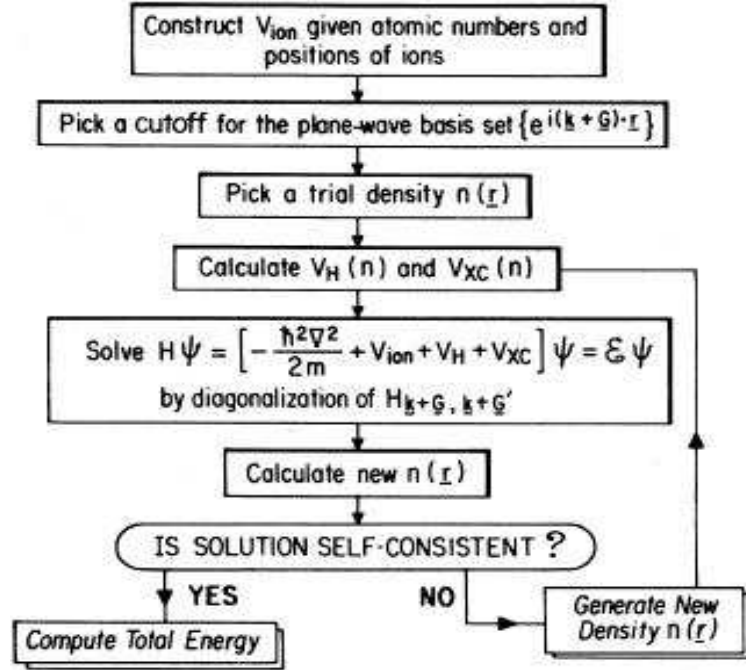 Construct V_ion given atomic numbers and
positions of ions
Pick a cutoff for the plane-wave basis set {e^{i(k + G)·r}}
Pick a trial density n(r)
Calculate V_H(n) and V_XC(n)
Solve Hψ = [-ħ²∇²/2m + V_ion + V_H + V_XC] ψ = ℰψ
by diagonalization of H_{k+G, k+G'}
Calculate new n(r)
IS SOLUTION SELF-CONSISTENT ?
YES
NO
Compute Total Energy
Generate New
Density n(r)